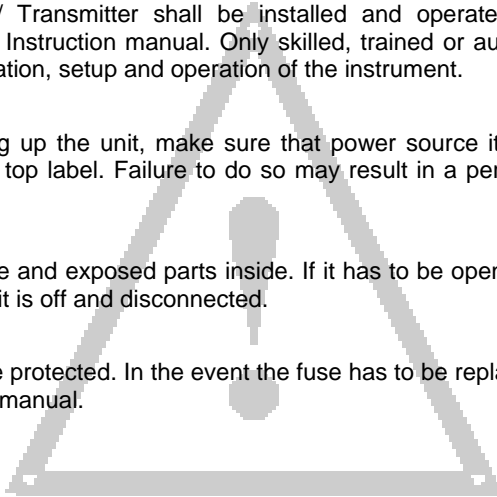 / Transmitter shall be installed and operate
Instruction manual. Only skilled, trained or au
ation, setup and operation of the instrument.
g up the unit, make sure that power source it
top label. Failure to do so may result in a per
e and exposed parts inside. If it has to be oper
it is off and disconnected.
e protected. In the event the fuse has to be repla
manual.